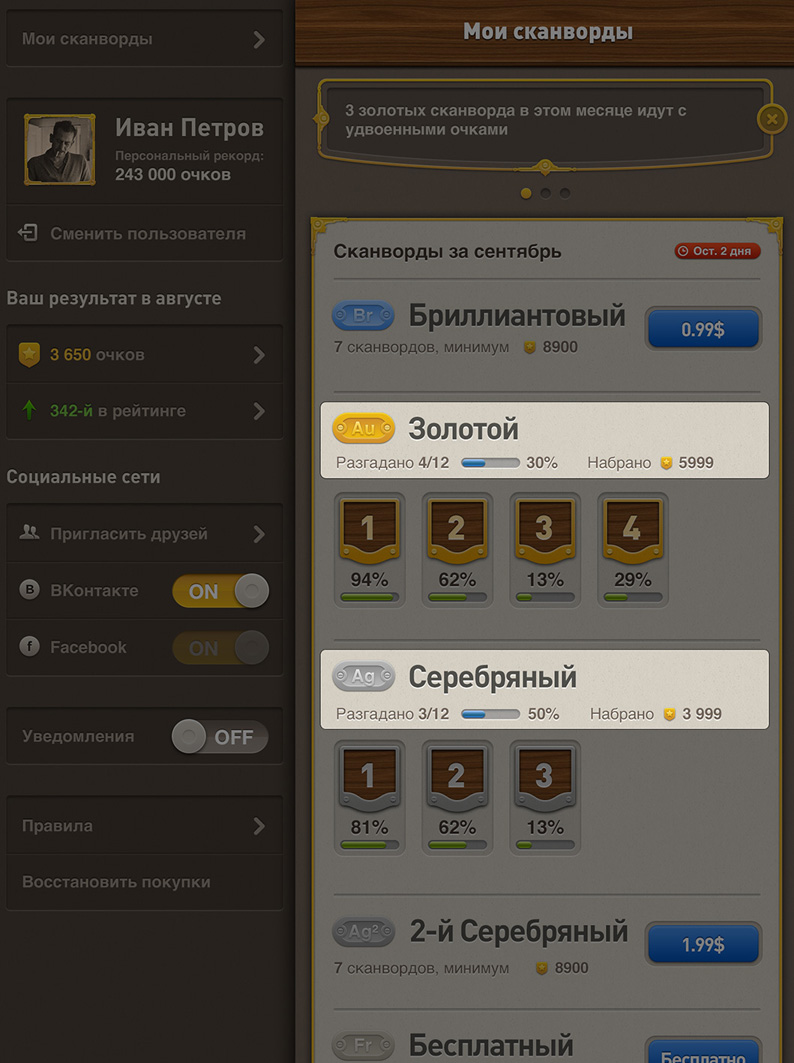 Мои сканворды
Иван Петров
Персональный рекорд:
243 000 очков
Сменить пользователя
Ваш результат в августе
3 650 очков
342-й в рейтинге
Социальные сети
Пригласить друзей
B ВКонтакте ON
f Facebook ON
Уведомления OFF
Правила
Восстановить покупки
Мои сканворды
3 золотых сканворда в этом месяце идут с
удвоенными очками
Сканворды за сентябрь Ост. 2 дня
Br Бриллиантовый 0.99$
7 сканвордов, минимум 8900
Au Золотой
Разгадано 4/12 30% Набрано 5999
1 2 3 4
94% 62% 13% 29%
Ag Серебряный
Разгадано 3/12 50% Набрано 3 999
1 2 3
81% 62% 13%
Ag² 2-й Серебряный 1.99$
7 сканвордов, минимум 8900
Fr Бесплатный Бесплатно